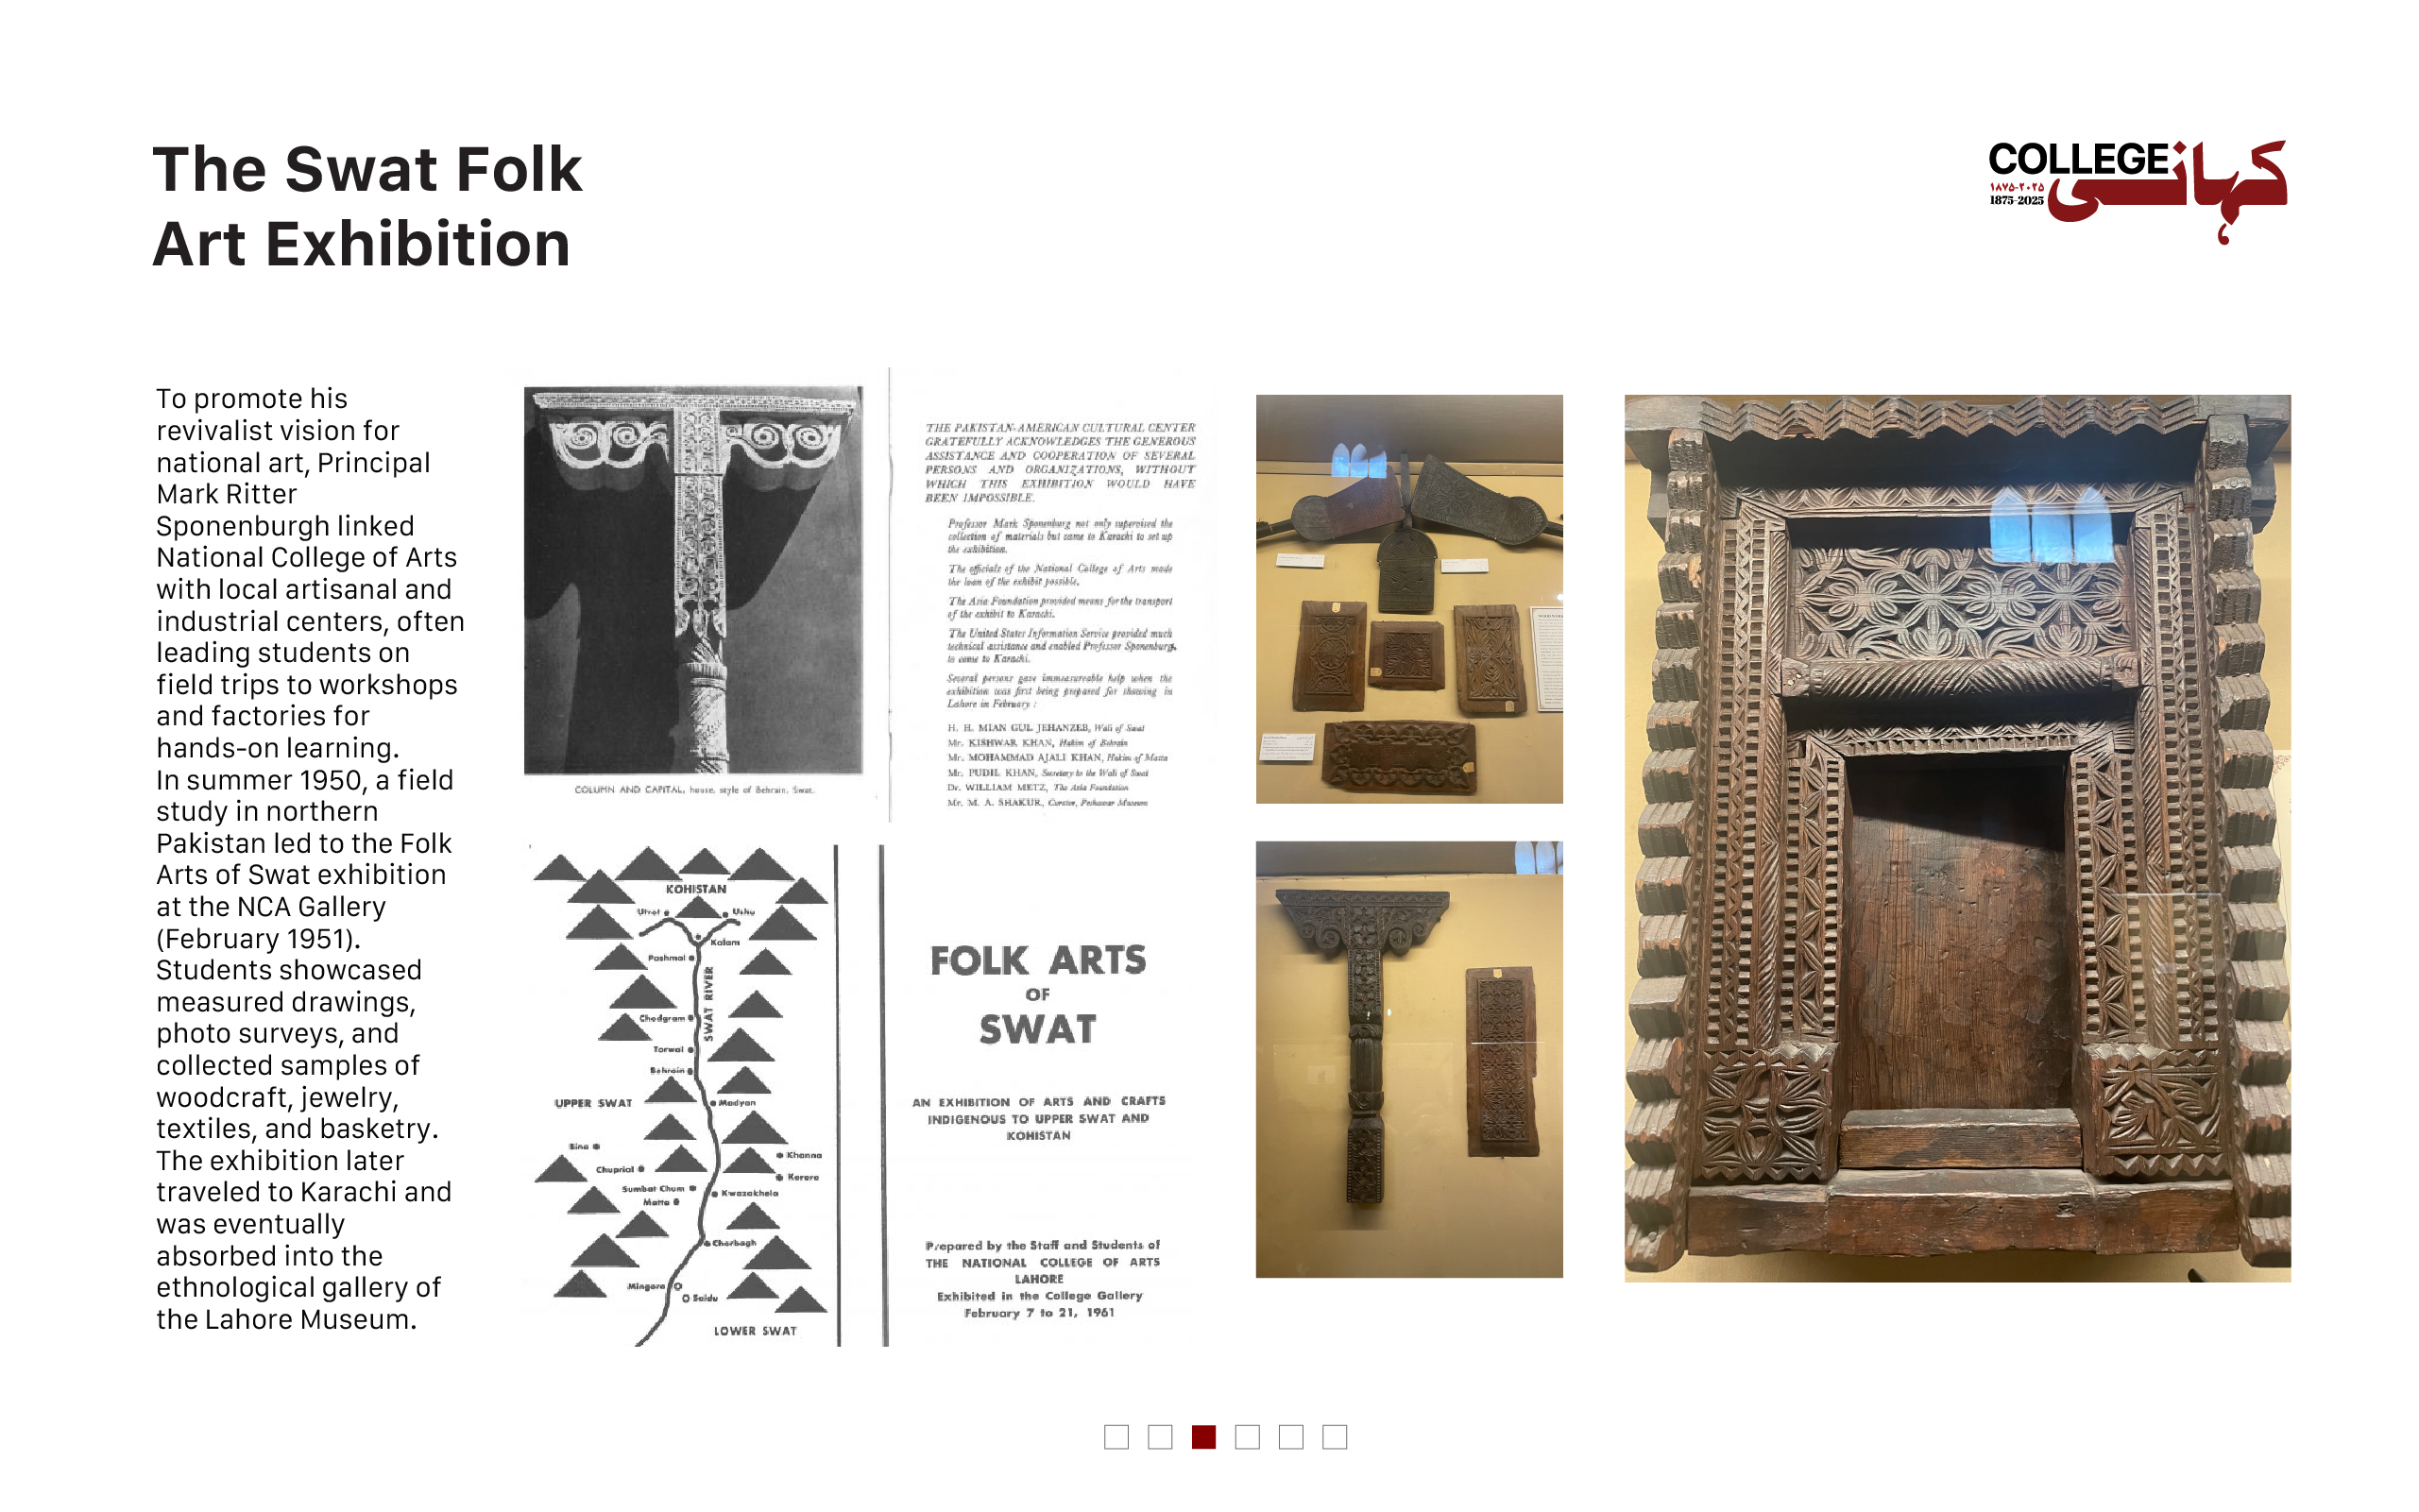 The Swat Folk
Art Exhibition
COLLEGE کہانی
۱۸۷۵-۲۰۲۵
1875-2025
To promote his
revivalist vision for
national art, Principal
Mark Ritter
Sponenburgh linked
National College of Arts
with local artisanal and
industrial centers, often
leading students on
field trips to workshops
and factories for
hands-on learning.
In summer 1950, a field
study in northern
Pakistan led to the Folk
Arts of Swat exhibition
at the NCA Gallery
(February 1951).
Students showcased
measured drawings,
photo surveys, and
collected samples of
woodcraft, jewelry,
textiles, and basketry.
The exhibition later
traveled to Karachi and
was eventually
absorbed into the
ethnological gallery of
the Lahore Museum.
COLUMN AND CAPITAL, house, style of Behrain, Swat.
THE PAKISTAN-AMERICAN CULTURAL CENTER
GRATEFULLY ACKNOWLEDGES THE GENEROUS
ASSISTANCE AND COOPERATION OF SEVERAL
PERSONS AND ORGANIZATIONS, WITHOUT
WHICH THIS EXHIBITION WOULD HAVE
BEEN IMPOSSIBLE.
Professor Mark Sponenburg not only supervised the
collection of materials but came to Karachi to set up
the exhibition.
The officials of the National College of Arts made
the loan of the exhibit possible.
The Asia Foundation provided means for the transport
of the exhibit to Karachi.
The United States Information Service provided much
technical assistance and enabled Professor Sponenburg,
to come to Karachi.
Several persons gave immeasureable help when the
exhibition was first being prepared for showing in
Lahore in February :
H. H. MIAN GUL JEHANZEB, Wali of Swat
Mr. KISHWAR KHAN, Hakim of Behrain
Mr. MOHAMMAD AJALI KHAN, Hakim of Matta
Mr. PUDIL KHAN, Secretary to the Wali of Swat
Dr. WILLIAM METZ, The Asia Foundation
Mr. M. A. SHAKUR, Curator, Peshawar Museum
KOHISTAN
Utrot
Ushu
Kalam
Pashmal
SWAT RIVER
Chodgram
Torwal
Behrain
UPPER SWAT
Madyan
Bina
Khanna
Chuprial
Karora
Sumbat Chum
Kwazakhela
Matta
Charbagh
Mingora
Saidu
LOWER SWAT
FOLK ARTS
OF
SWAT
AN EXHIBITION OF ARTS AND CRAFTS
INDIGENOUS TO UPPER SWAT AND
KOHISTAN
Prepared by the Staff and Students of
THE NATIONAL COLLEGE OF ARTS
LAHORE
Exhibited in the College Gallery
February 7 to 21, 1961